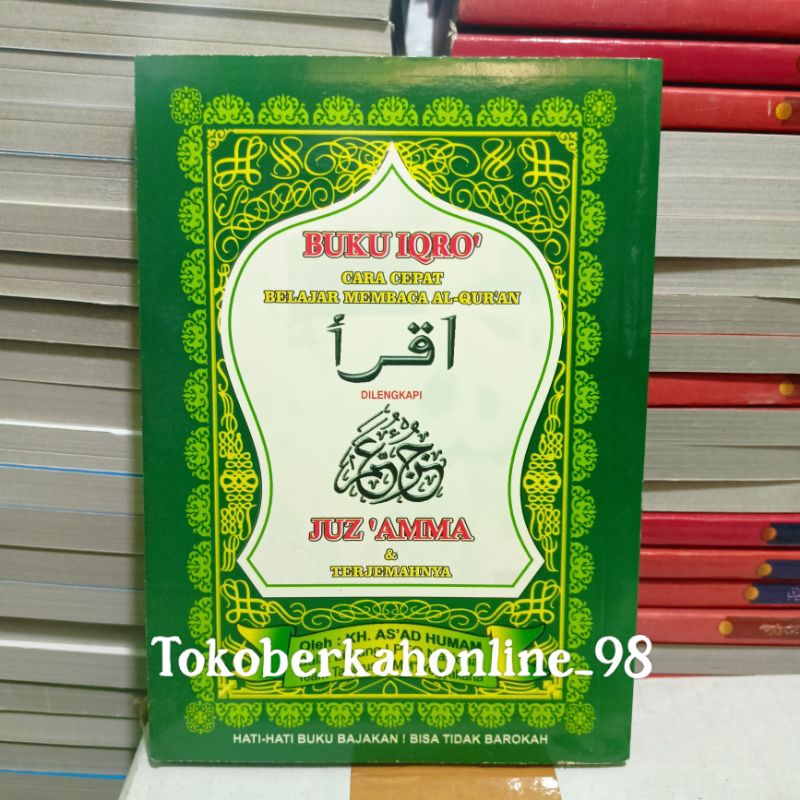 BUKU IQRO'
CARA CEPAT
BELAJAR MEMBACA AL-QUR'AN
اقرأ
DILENGKAPI
جزء عم
JUZ 'AMMA
&
TERJEMAHNYA
Oleh : KH. AS'AD HUMAM
Tokoberkahonline_98
HATI-HATI BUKU BAJAKAN ! BISA TIDAK BAROKAH